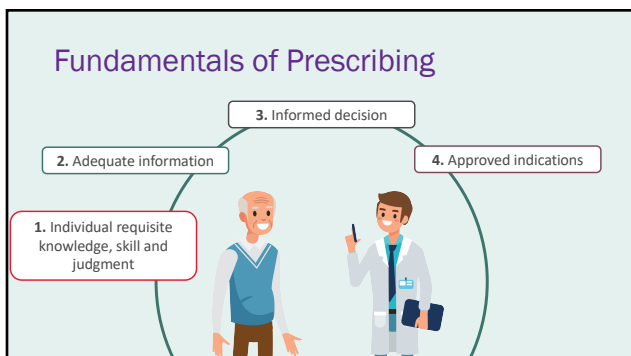 Fundamentals of Prescribing
3. Informed decision
2. Adequate information
4. Approved indications
1. Individual requisite
knowledge, skill and
judgment